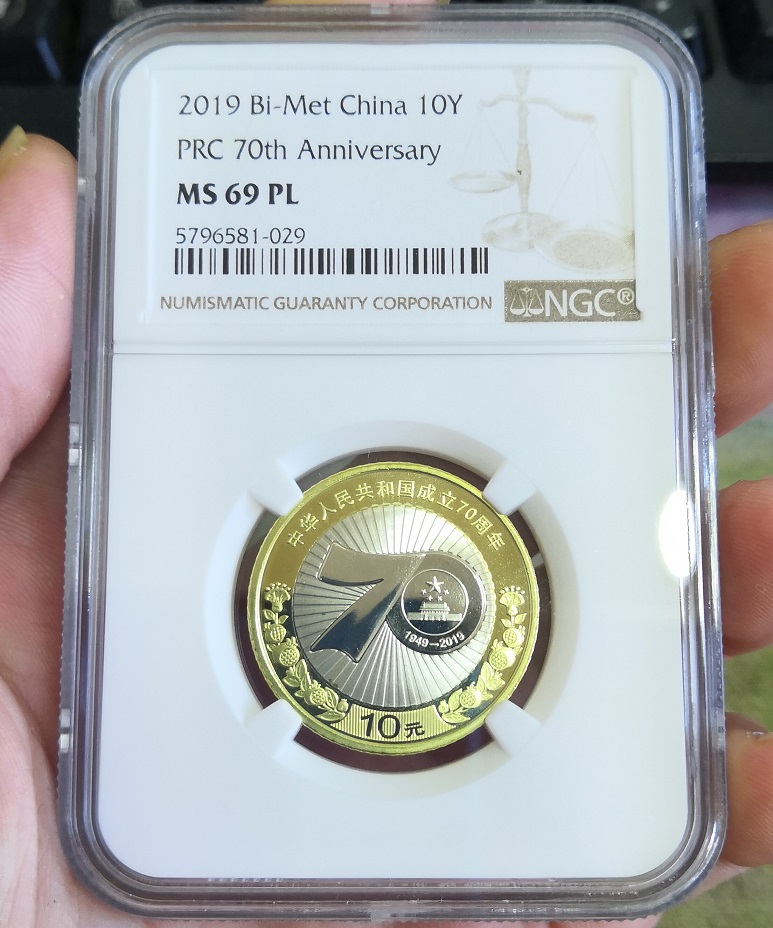 2019 Bi-Met China 10Y
PRC 70th Anniversary
MS 69 PL
5796581-029
NUMISMATIC GUARANTY CORPORATION
NGC®
中华人民共和国成立70周年
70
1949→2019
10元